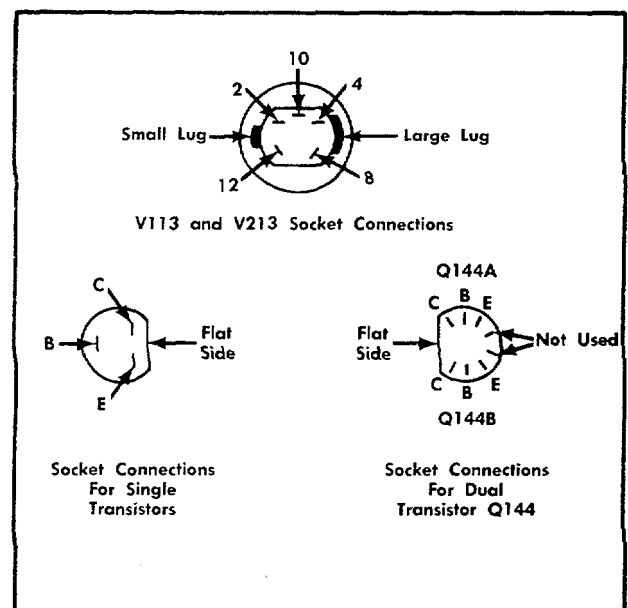 10
2
4
Small Lug
Large Lug
12
8
V113 and V213 Socket Connections
C
B
Flat
Side
E
Socket Connections
For Single
Transistors
Q144A
C B E
Flat
Side
Not Used
C B E
Q144B
Socket Connections
For Dual
Transistor Q144